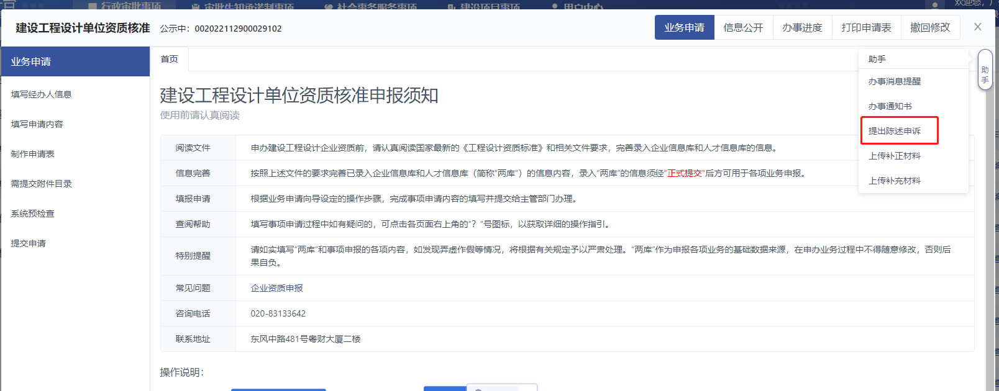 行政审批事项
审批告知承诺制事项
社会事务服务事项
建设项目事项
用户中心
建设工程设计单位资质核准 公示中：002022112900029102
业务申请 信息公开 办事进度 打印申请表 撤回修改 X
业务申请
填写经办人信息
填写申请内容
制作申请表
需提交附件目录
系统预检查
提交申请
首页
建设工程设计单位资质核准申报须知
使用前请认真阅读
阅读文件 申办建设工程设计企业资质前，请认真阅读国家最新的《工程设计资质标准》和相关文件要求，完善录入企业信息库和人才信息库的信息。
信息完善 按照上述文件的要求完善已录入企业信息库和人才信息库（简称“两库”）的信息内容，录入“两库”的信息须经“正式提交”后方可用于各项业务申报。
填报申请 根据业务申请向导设定的操作步骤，完成事项申请内容的填写并提交给主管部门办理。
查阅帮助 填写事项申请过程中如有疑问的，可点击各页面右上角的“？”号图标，以获取详细的操作指引。
特别提醒 请如实填写“两库”和事项申报的各项内容，如发现弄虚作假等情况，将根据有关规定予以严肃处理。“两库”作为申报各项业务的基础数据来源，在申办业务过程中不得随意修改，否则后
果自负。
常见问题 企业资质申报
咨询电话 020-83133642
联系地址 东风中路481号粤财大厦二楼
操作说明：
助手
办事消息提醒
办事通知书
提出陈述申诉
上传补正材料
上传补充材料
助
手